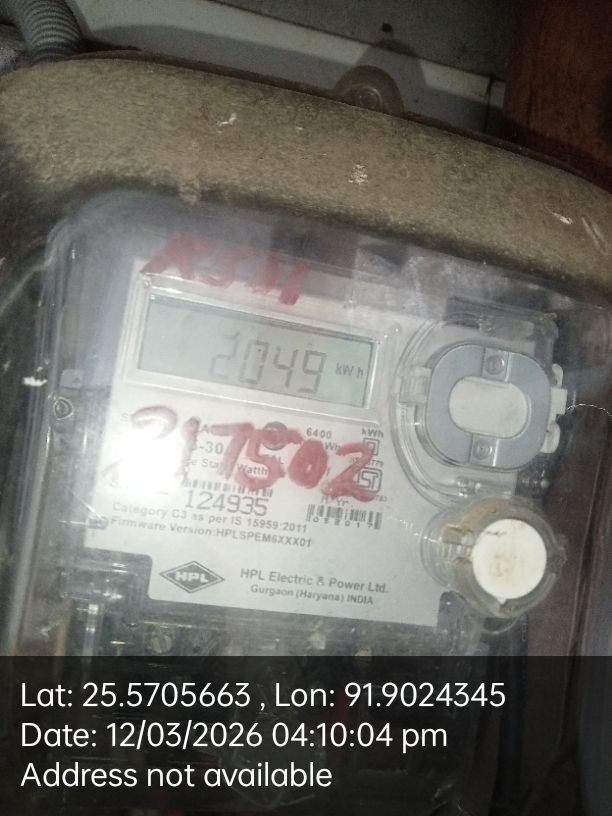 2049 kWh
217502
6400
kWh
124935
Category C3 as per IS 15959:2011
Firmware Version:HPLSPEM6XXX01
HPL
HPL Electric & Power Ltd.
Gurgaon (Haryana) INDIA
Lat: 25.5705663 , Lon: 91.9024345
Date: 12/03/2026 04:10:04 pm
Address not available